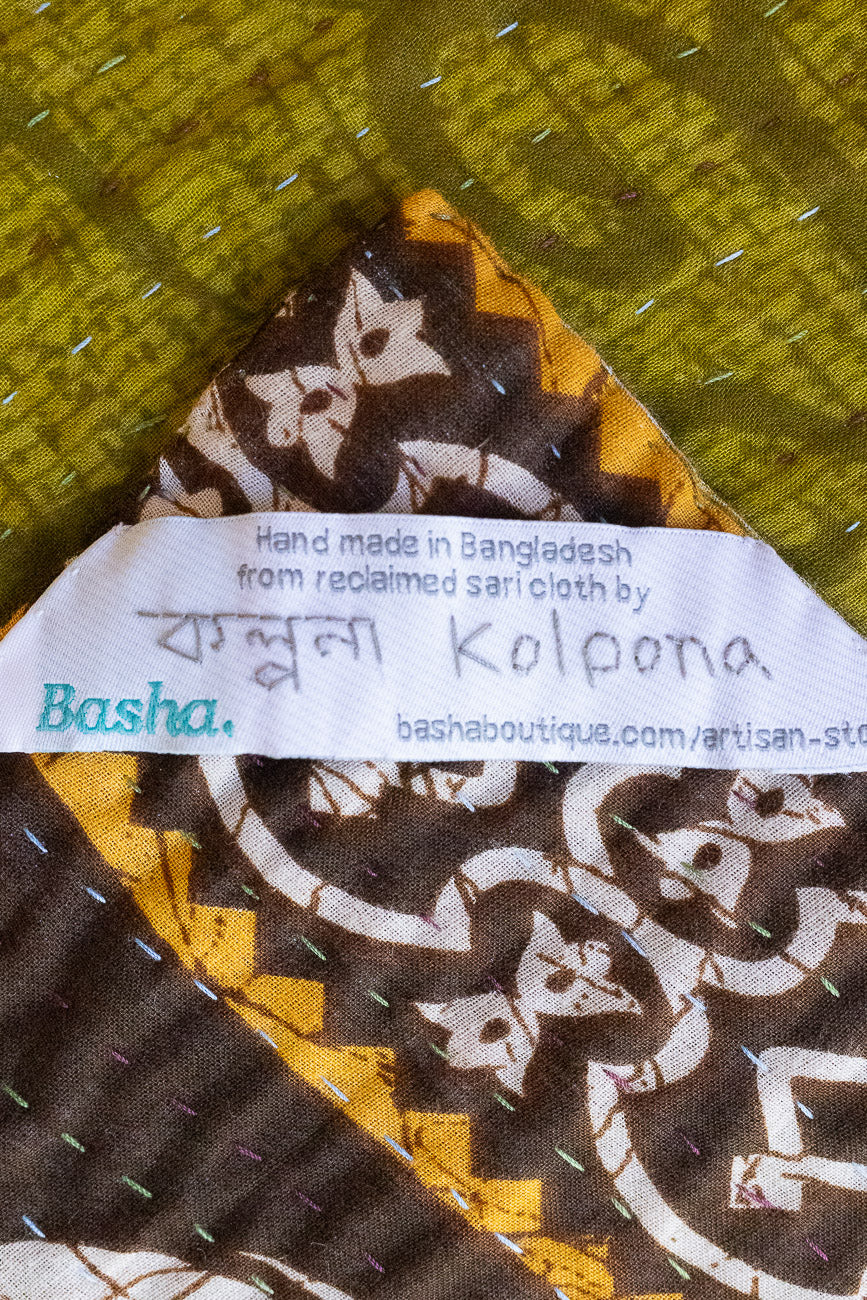 Hand made in Bangladesh
from reclaimed sari cloth by
কল্পনা Kolpona
Basha.
bashaboutique.com/artisan-sto